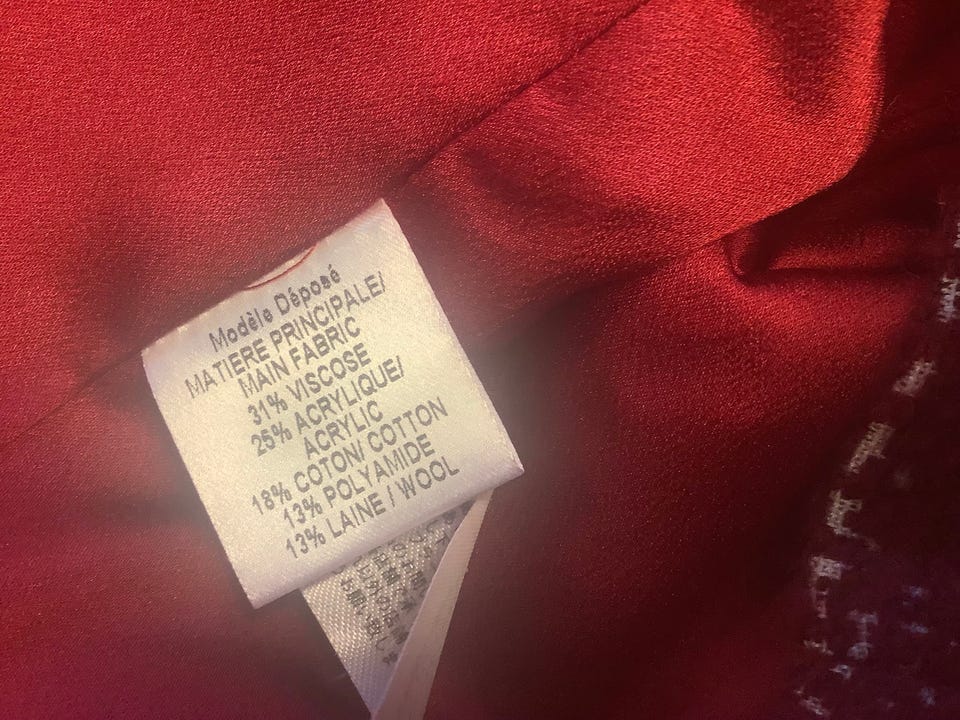 Modèle Déposé
MATIERE PRINCIPALE/
MAIN FABRIC
31% VISCOSE
25% ACRYLIQUE/
ACRYLIC
18% COTON/ COTTON
13% POLYAMIDE
13% LAINE / WOOL